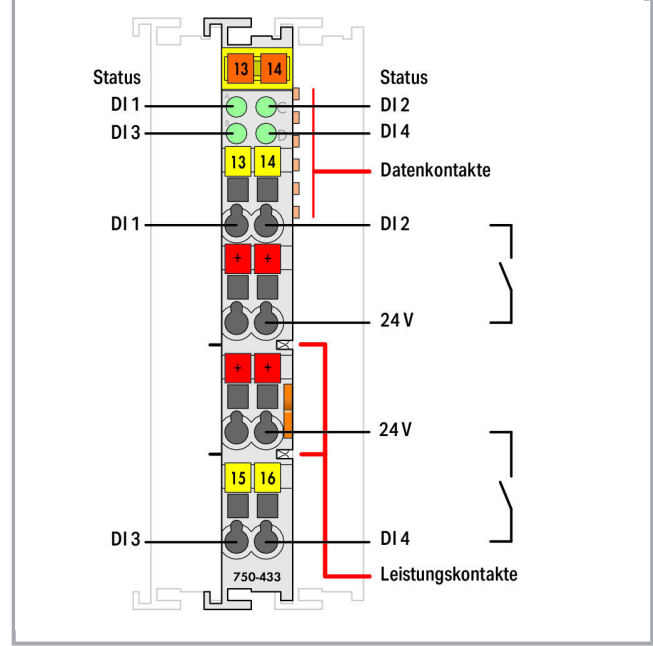 13 14
Status Status
DI 1 A C DI 2
DI 3 B D DI 4
13 14
Datenkontakte
DI 1 DI 2
+ +
24 V
+ +
24 V
15 16
DI 3 DI 4
750-433
Leistungskontakte